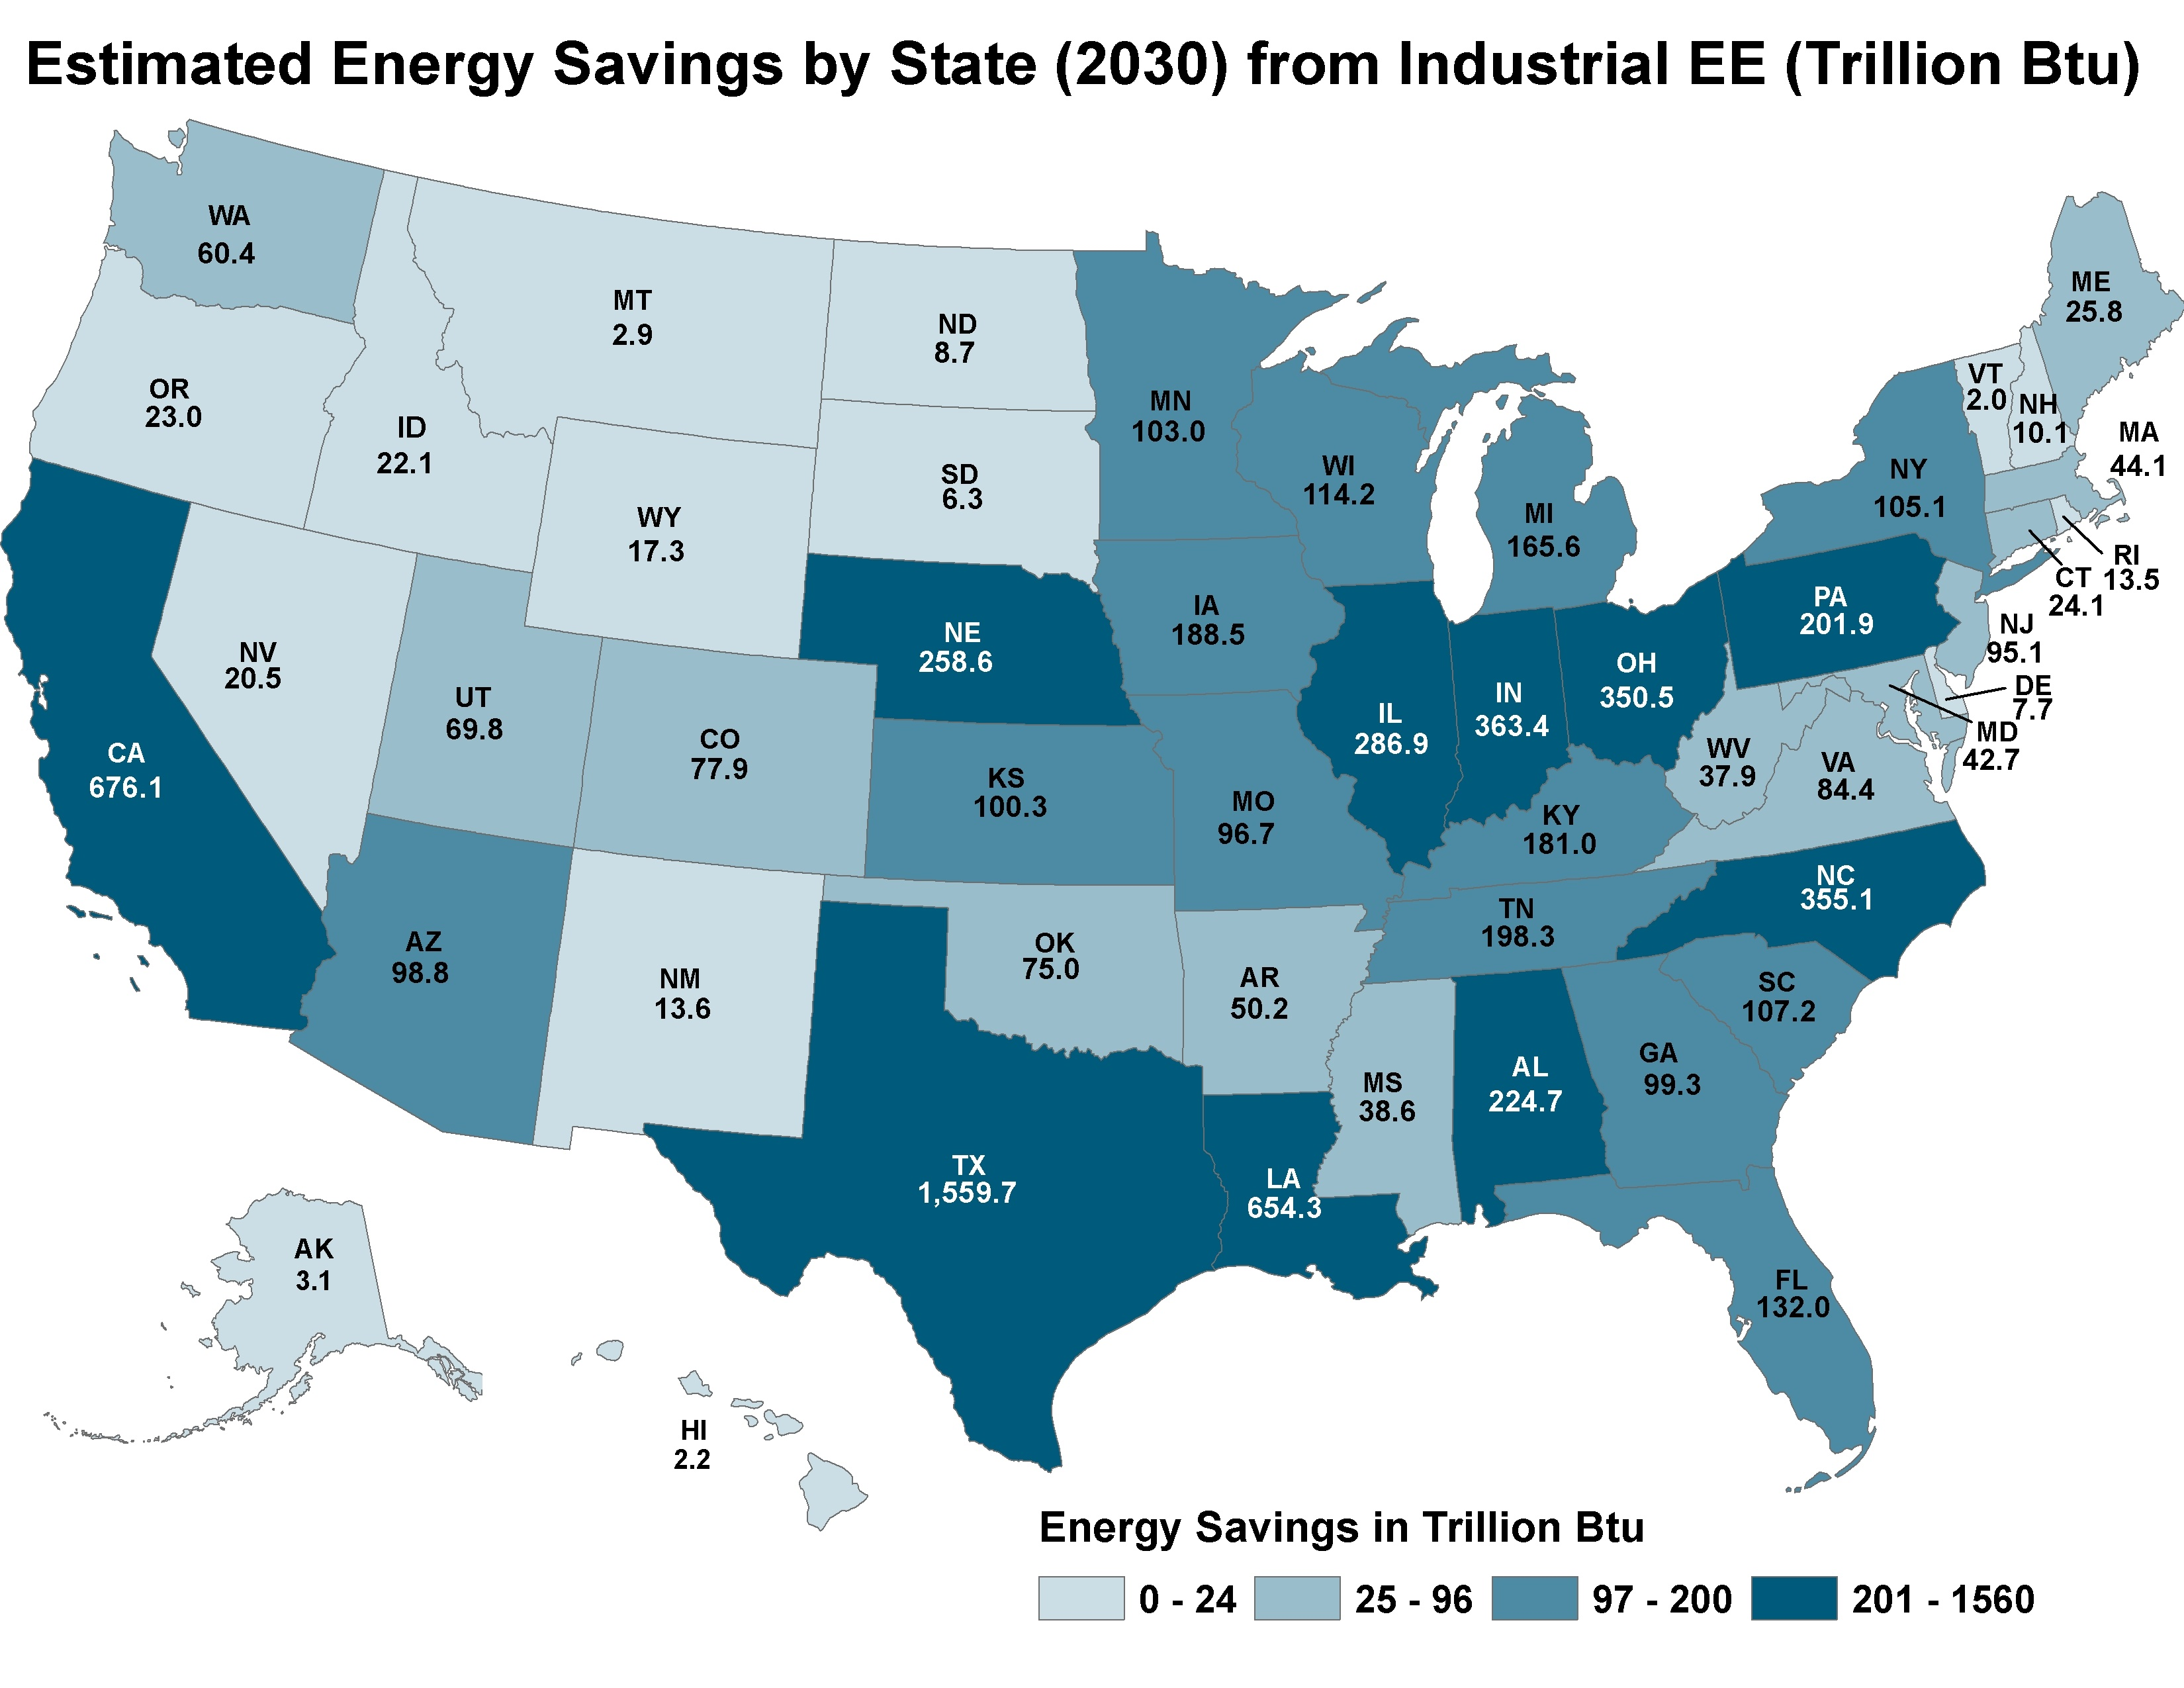 Estimated Energy Savings by State (2030) from Industrial EE (Trillion Btu)
WA
60.4
MT
2.9
ND
8.7
ME
25.8
OR
23.0
ID
22.1
MN
103.0
VT
2.0
NH
10.1
MA
44.1
SD
6.3
WI
114.2
NY
105.1
WY
17.3
MI
165.6
RI
13.5
CT
24.1
NE
258.6
IA
188.5
PA
201.9
NJ
95.1
NV
20.5
UT
69.8
CO
77.9
IL
286.9
IN
363.4
OH
350.5
DE
7.7
MD
42.7
CA
676.1
KS
100.3
MO
96.7
WV
37.9
VA
84.4
KY
181.0
NC
355.1
TN
198.3
AZ
98.8
NM
13.6
OK
75.0
AR
50.2
SC
107.2
MS
38.6
AL
224.7
GA
99.3
TX
1,559.7
LA
654.3
FL
132.0
AK
3.1
HI
2.2
Energy Savings in Trillion Btu
0 - 24
25 - 96
97 - 200
201 - 1560